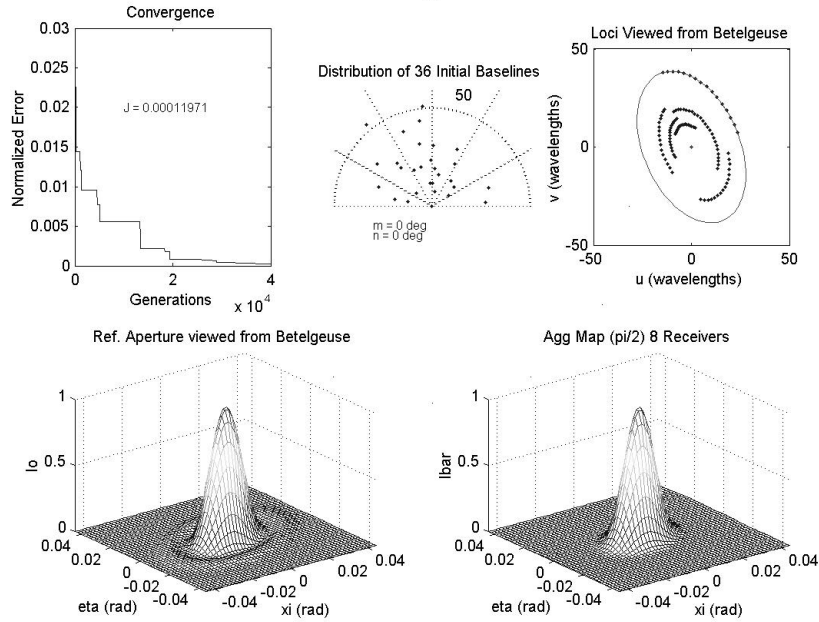 Convergence
0.03
0.025
0.02
0.015
0.01
0.005
0
Normalized Error
J = 0.00011971
0
2
4
Generations
x 10^4
Distribution of 36 Initial Baselines
50
m = 0 deg
n = 0 deg
Loci Viewed from Betelgeuse
50
0
-50
v (wavelengths)
-50
0
50
u (wavelengths)
Ref. Aperture viewed from Betelgeuse
1
0.5
0
Io
0.04
0.02
0
-0.02
-0.04
eta (rad)
-0.04
-0.02
0
0.02
0.04
xi (rad)
Agg Map (pi/2) 8 Receivers
1
0.5
0
Ibar
0.04
0.02
0
-0.02
-0.04
eta (rad)
-0.04
-0.02
0
0.02
0.04
xi (rad)